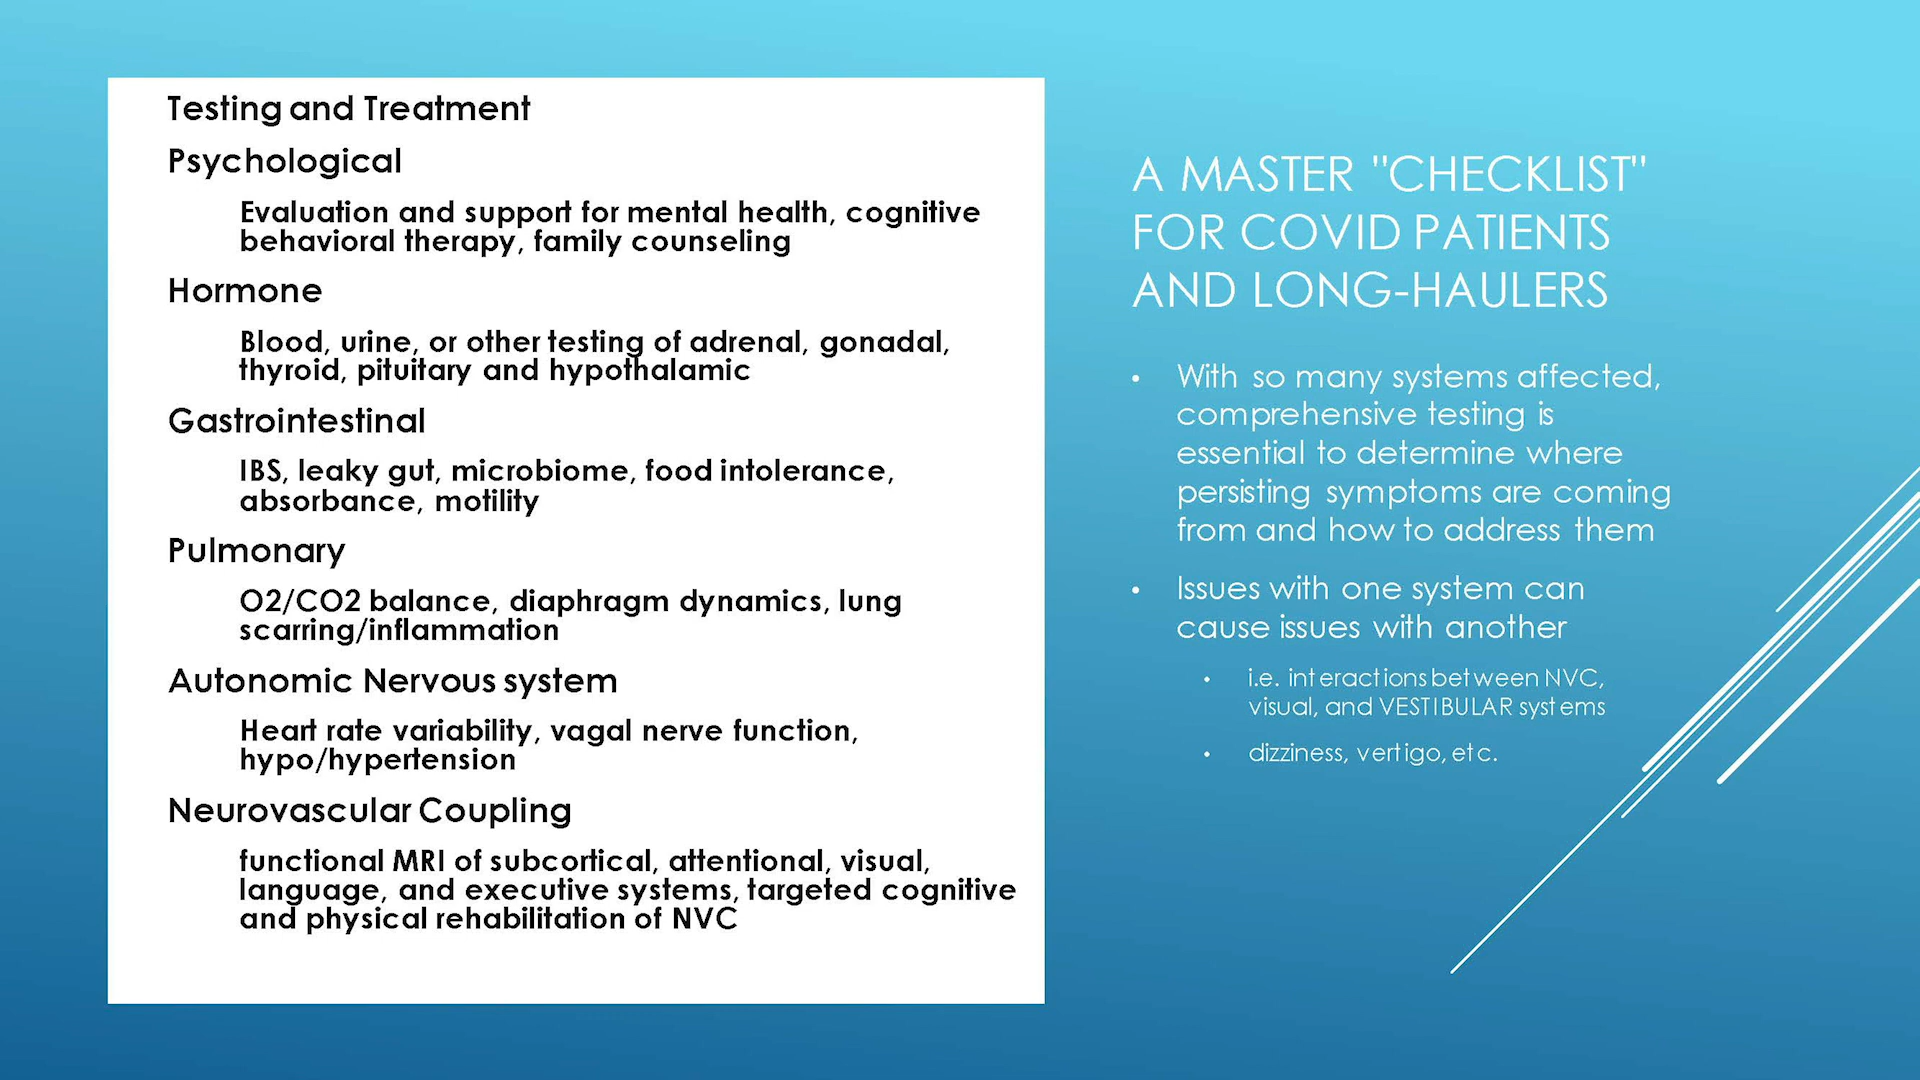 Testing and Treatment
Psychological
Evaluation and support for mental health, cognitive
behavioral therapy, family counseling
Hormone
Blood, urine, or other testing of adrenal, gonadal,
thyroid, pituitary and hypothalamic
Gastrointestinal
IBS, leaky gut, microbiome, food intolerance,
absorbance, motility
Pulmonary
O2/CO2 balance, diaphragm dynamics, lung
scarring/inflammation
Autonomic Nervous system
Heart rate variability, vagal nerve function,
hypo/hypertension
Neurovascular Coupling
functional MRI of subcortical, attentional, visual,
language, and executive systems, targeted cognitive
and physical rehabilitation of NVC
A MASTER "CHECKLIST"
FOR COVID PATIENTS
AND LONG-HAULERS
• With so many systems affected,
comprehensive testing is
essential to determine where
persisting symptoms are coming
from and how to address them
• Issues with one system can
cause issues with another
• i.e. interactions between NVC,
visual, and VESTIBULAR systems
• dizziness, vertigo, etc.